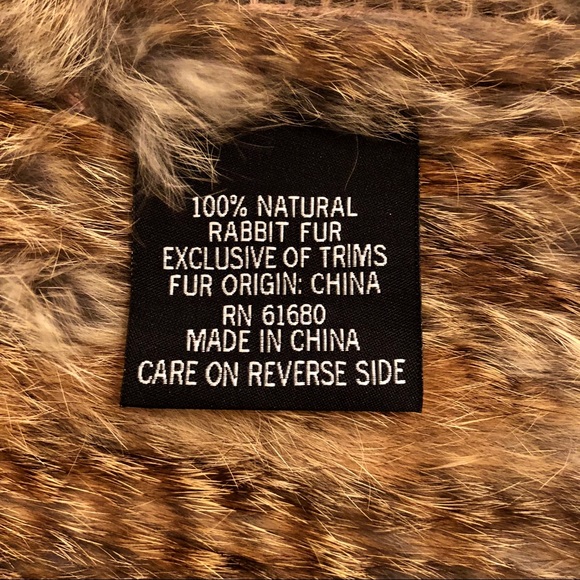 100% NATURAL
RABBIT FUR
EXCLUSIVE OF TRIMS
FUR ORIGIN: CHINA
RN 61680
MADE IN CHINA
CARE ON REVERSE SIDE